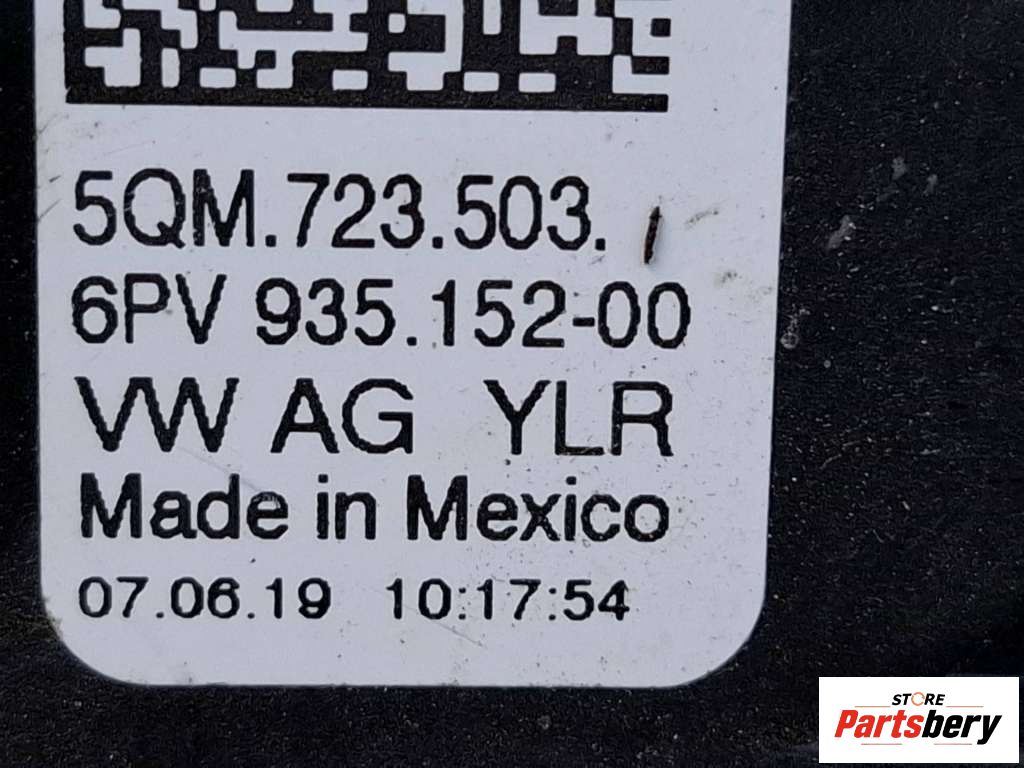 5QM.723.503.
6PV 935.152-00
VW AG YLR
Made in Mexico
07.06.19 10:17:54
STORE
Partsbery